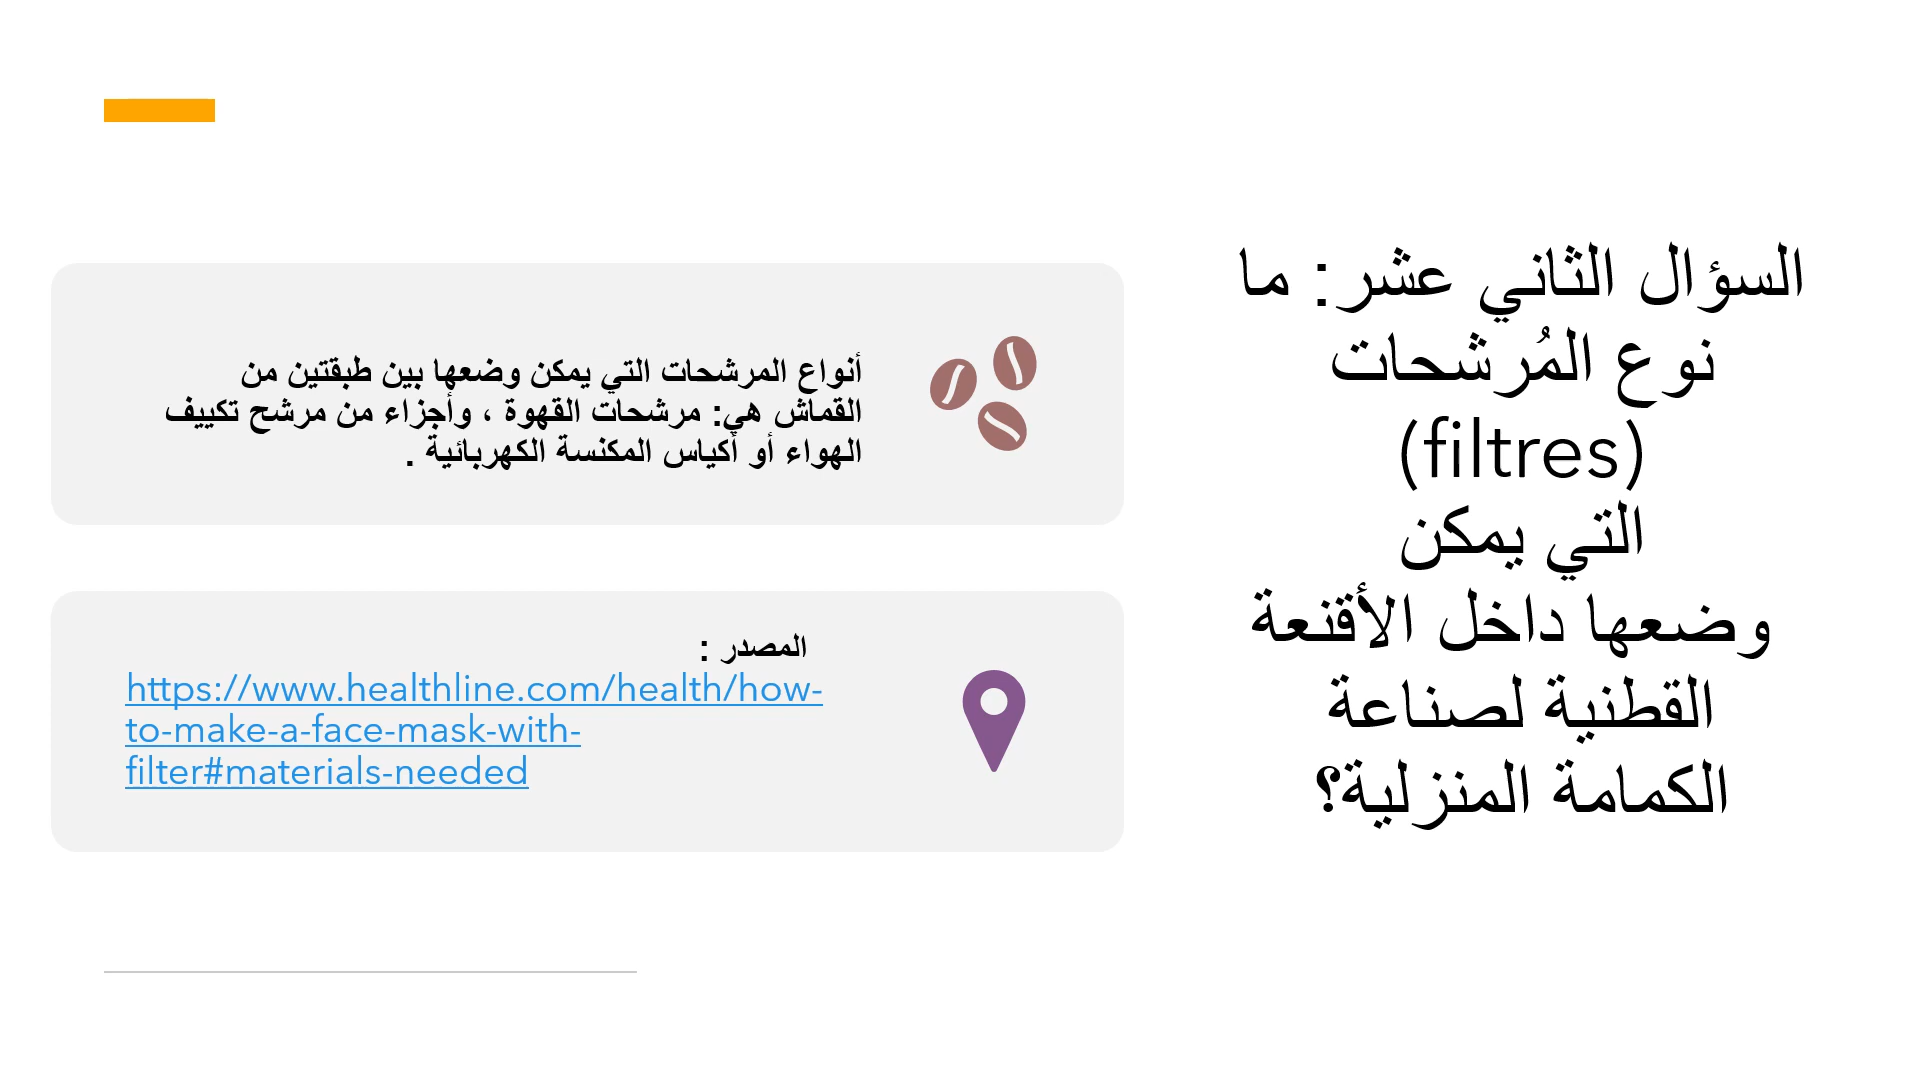 السؤال الثاني عشر: ما
نوع المُرشحات
(filtres)
التي يمكن
وضعها داخل الأقنعة
القطنية لصناعة
الكمامة المنزلية؟
أنواع المرشحات التي يمكن وضعها بين طبقتين من
القماش هي: مرشحات القهوة ، وأجزاء من مرشح تكييف
الهواء أو أكياس المكنسة الكهربائية .
المصدر :
https://www.healthline.com/health/how-
to-make-a-face-mask-with-
filter#materials-needed